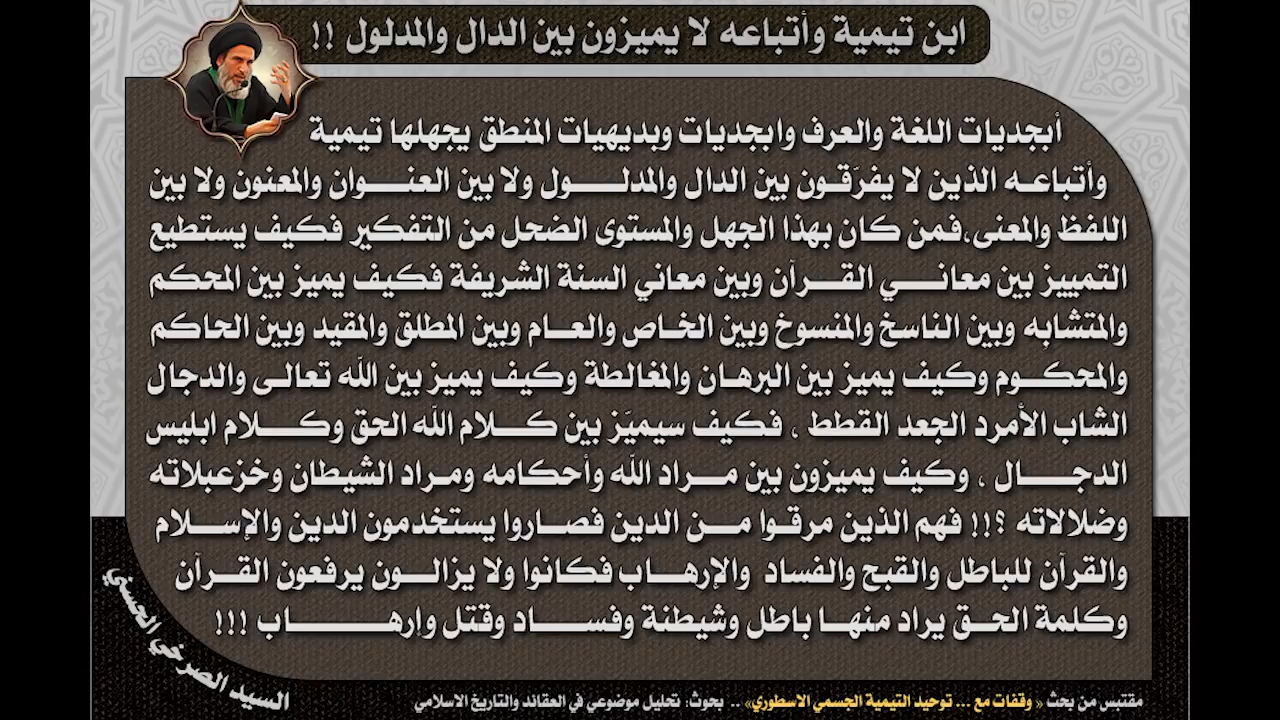 ابن تيمية وأتباعه لا يميزون بين الدال والمدلول !!
أبجديات اللغة والعرف وابجديات وبديهيات المنطق يجهلها تيمية
وأتباعه الذين لا يفرّقون بين الدال والمدلول ولا بين العنوان والمعنون ولا بين
اللفظ والمعنى،فمن كان بهذا الجهل والمستوى الضحل من التفكير فكيف يستطيع
التمييز بين معاني القرآن وبين معاني السنة الشريفة فكيف يميز بين المحكم
والمتشابه وبين الناسخ والمنسوخ وبين الخاص والعام وبين المطلق والمقيد وبين الحاكم
والمحكوم وكيف يميز بين البرهان والمغالطة وكيف يميز بين الله تعالى والدجال
الشاب الأمرد الجعد القطط ، فكيف سيميّز بين كلام الله الحق وكلام ابليس
الدجال ، وكيف يميزون بين مراد الله وأحكامه ومراد الشيطان وخزعبلاته
وضلالاته ؟!! فهم الذين مرقوا من الدين فصاروا يستخدمون الدين والإسلام
والقرآن للباطل والقبح والفساد والإرهاب فكانوا ولا يزالون يرفعون القرآن
وكلمة الحق يراد منها باطل وشيطنة وفساد وقتل وإرهاب !!!
السيد الصرخي الحسني
مقتبس من بحث « وقفات مع ... توحيد التيمية الجسمي الاسطوري» .. بحوث: تحليل موضوعي في العقائد والتاريخ الاسلامي